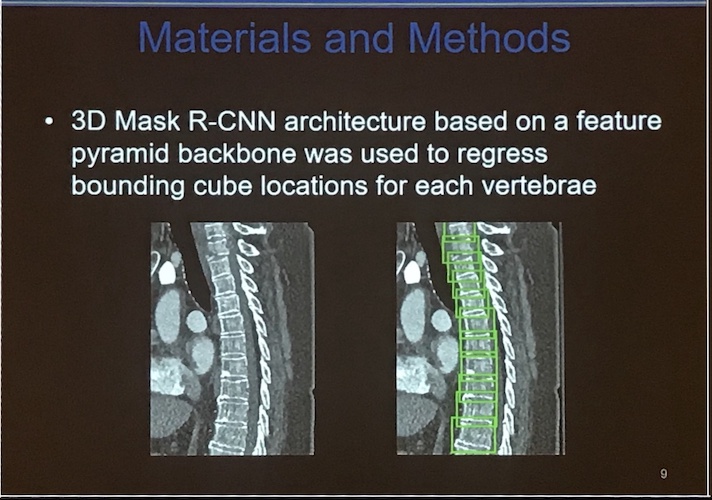 Materials and Methods
• 3D Mask R-CNN architecture based on a feature
pyramid backbone was used to regress
bounding cube locations for each vertebrae
9